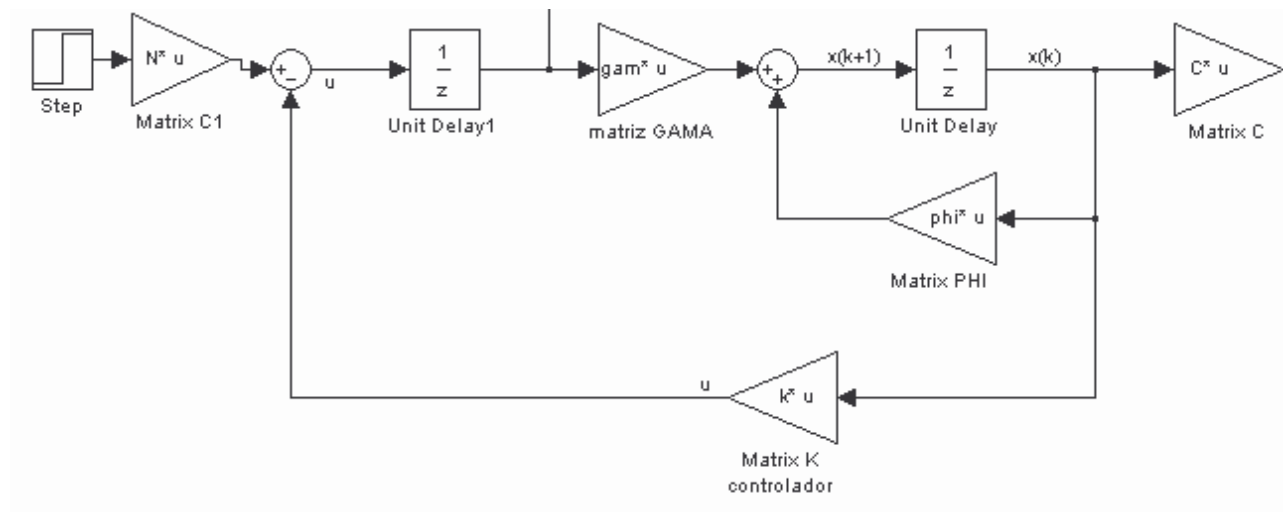 Step
N* u
Matrix C1
+
−
u
1
z
Unit Delay1
gam* u
matriz GAMA
+
+
x(k+1)
1
z
Unit Delay
x(k)
C* u
Matrix C
phi* u
Matrix PHI
u
k* u
Matrix K
controlador